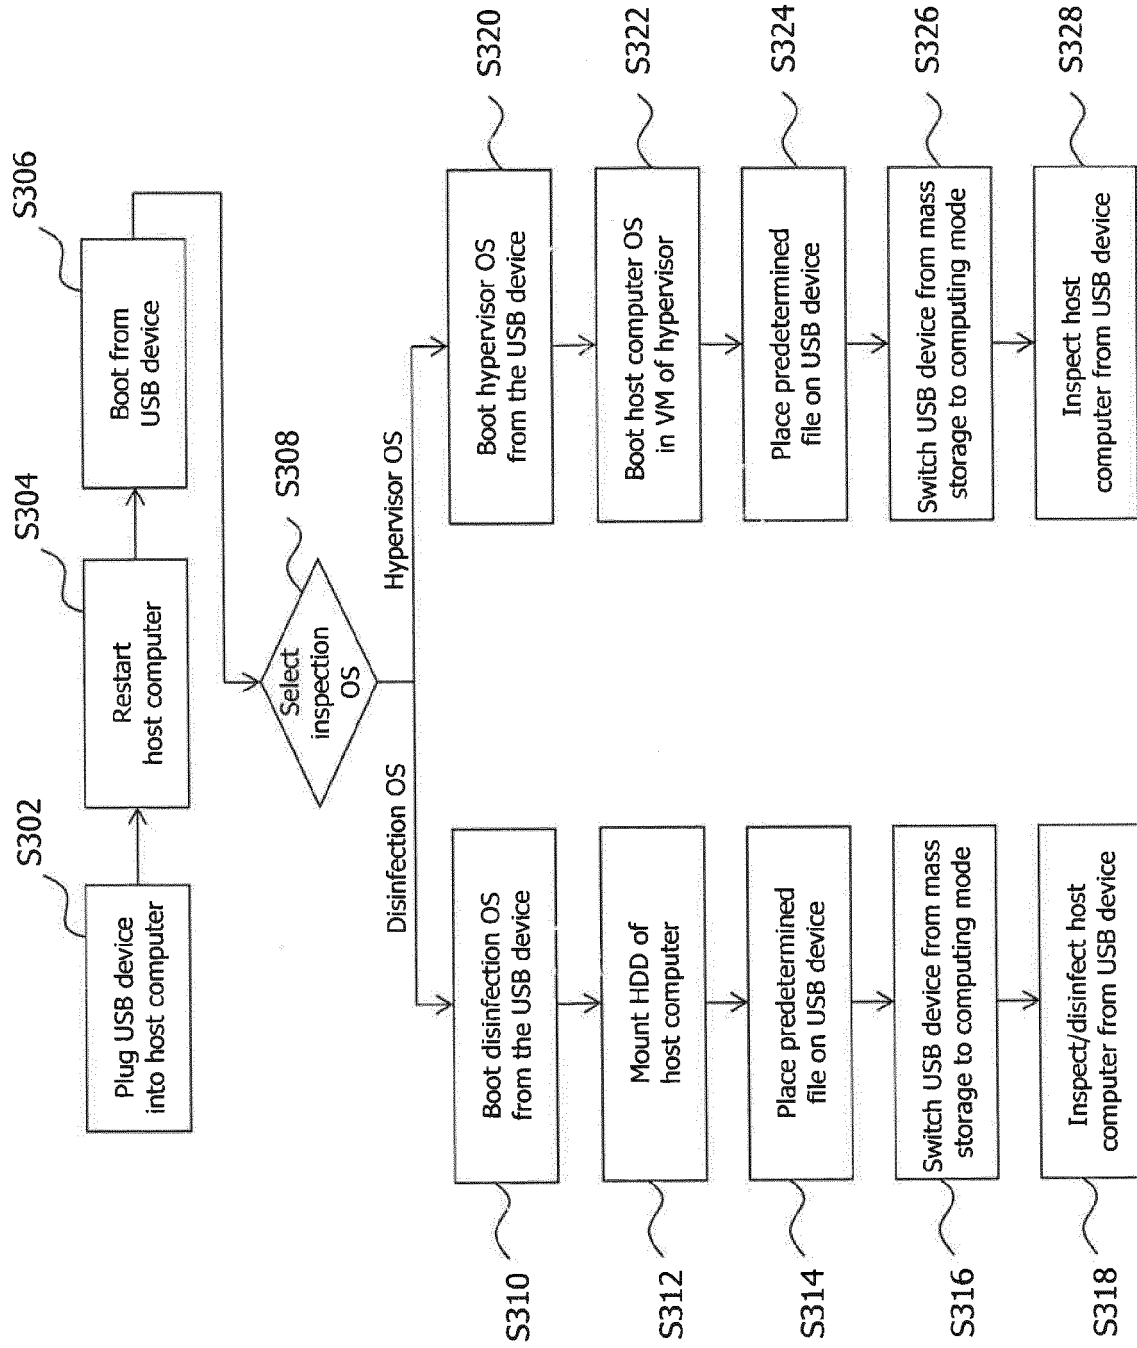 S302
Plug USB device
into host computer
S304
Restart
host computer
S306
Boot from
USB device
S308
Select
inspection
OS
Disinfection OS
Hypervisor OS
S310
Boot disinfection OS
from the USB device
S312
Mount HDD of
host computer
S314
Place predetermined
file on USB device
S316
Switch USB device from mass
storage to computing mode
S318
Inspect/disinfect host
computer from USB device
S320
Boot hypervisor OS
from the USB device
S322
Boot host computer OS
in VM of hypervisor
S324
Place predetermined
file on USB device
S326
Switch USB device from mass
storage to computing mode
S328
Inspect host
computer from USB device